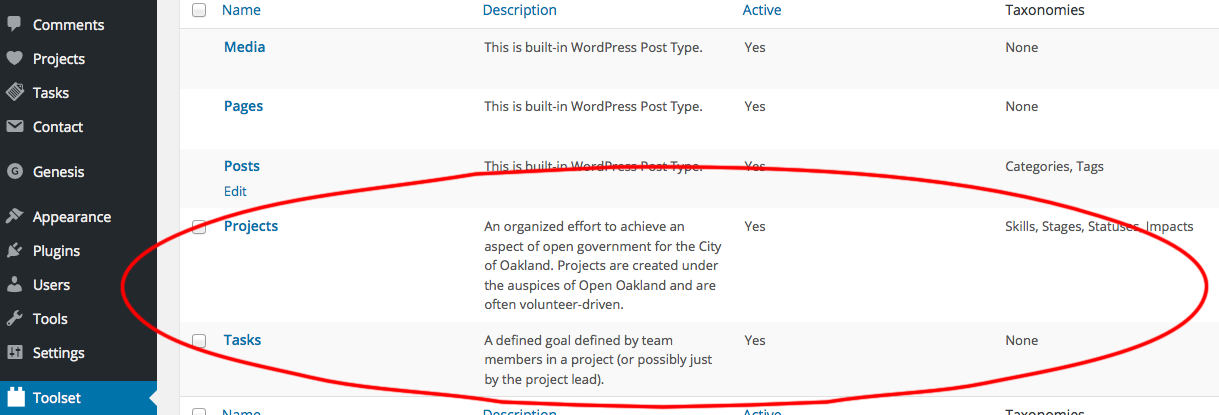 Comments
Projects
Tasks
Contact
Genesis
Appearance
Plugins
Users
Tools
Settings
Toolset
Name Description Active Taxonomies
Media This is built-in WordPress Post Type. Yes None
Pages This is built-in WordPress Post Type. Yes None
Posts This is built-in WordPress Post Type. Yes Categories, Tags
Edit
Projects An organized effort to achieve an Yes Skills, Stages, Statuses, Impacts
aspect of open government for the City
of Oakland. Projects are created under
the auspices of Open Oakland and are
often volunteer-driven.
Tasks A defined goal defined by team Yes None
members in a project (or possibly just
by the project lead).
Name Description Active Taxonomies